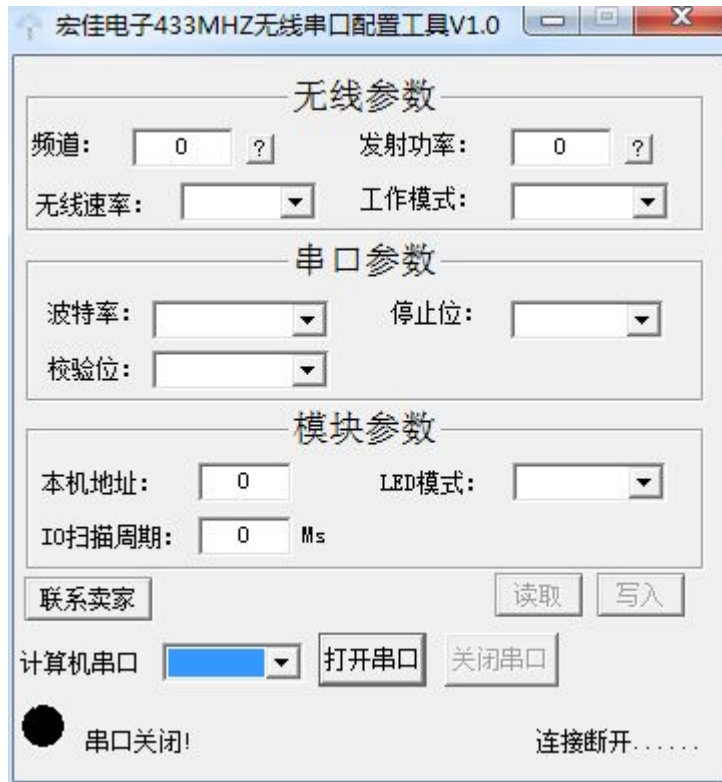 宏佳电子433MHZ无线串口配置工具V1.0
无线参数
频道: 0 ? 发射功率: 0 ?
无线速率: 工作模式:
串口参数
波特率: 停止位:
校验位:
模块参数
本机地址: 0 LED模式:
IO扫描周期: 0 Ms
联系卖家 读取 写入
计算机串口 打开串口 关闭串口
串口关闭! 连接断开......